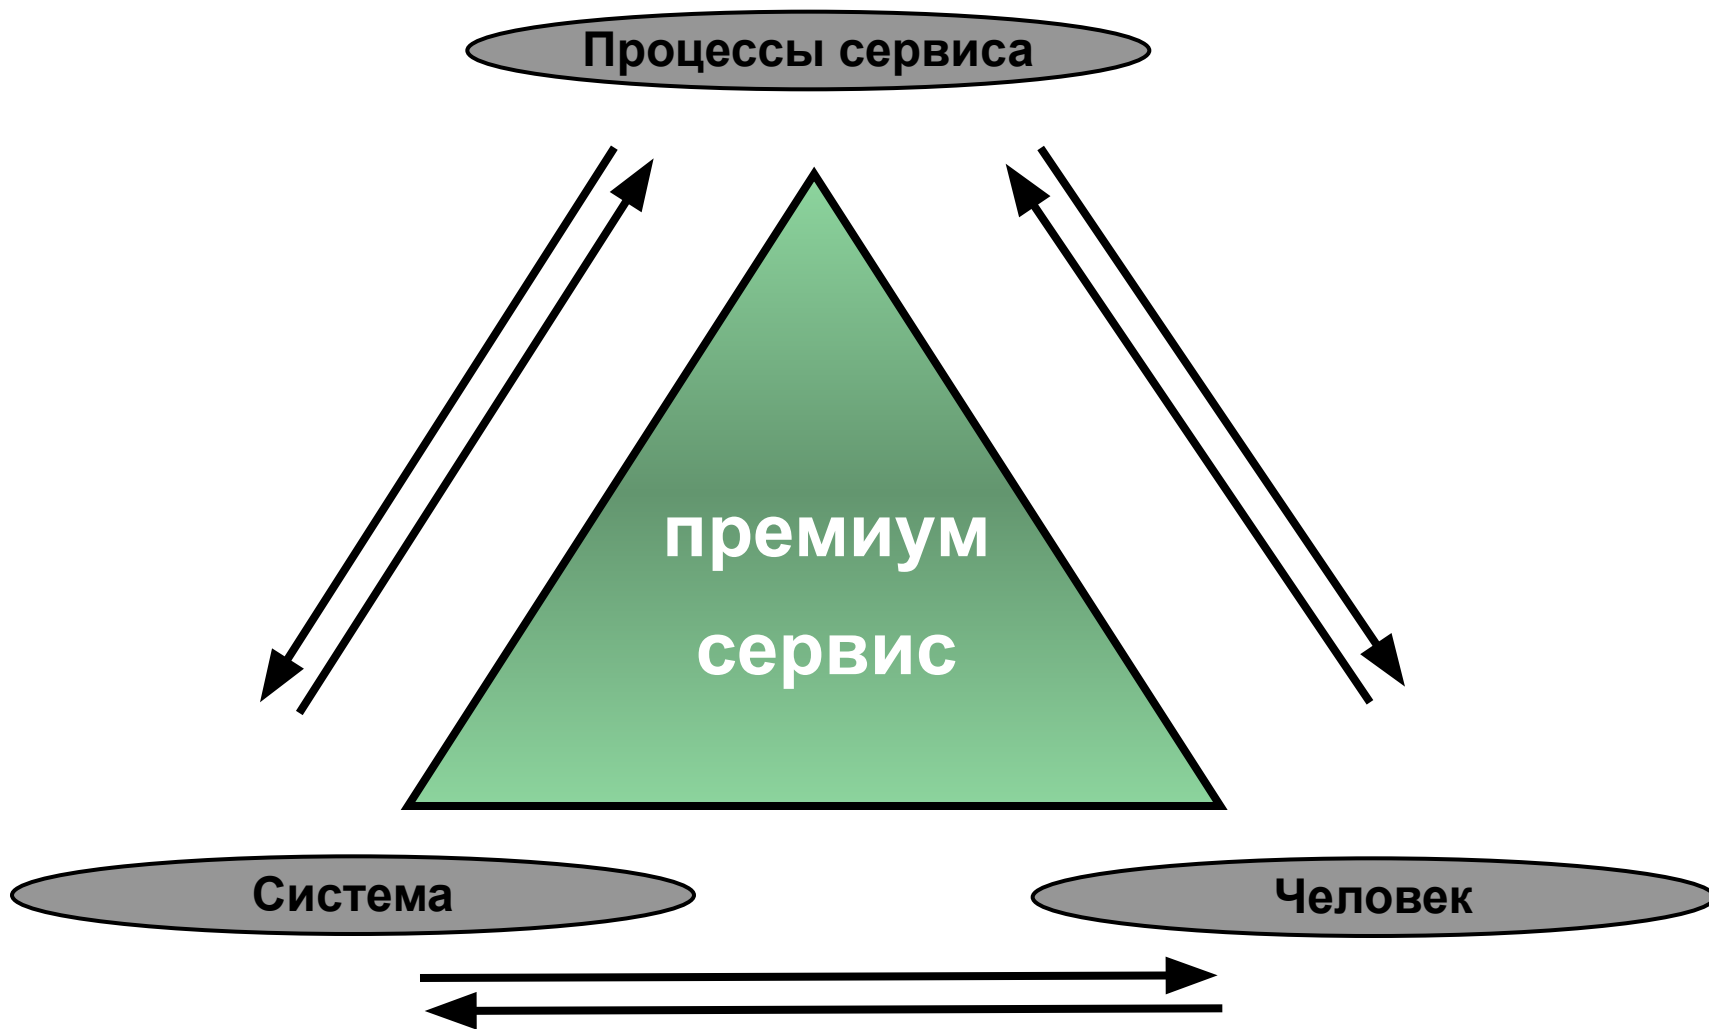 Процессы сервиса
премиум
сервис
Система
Человек